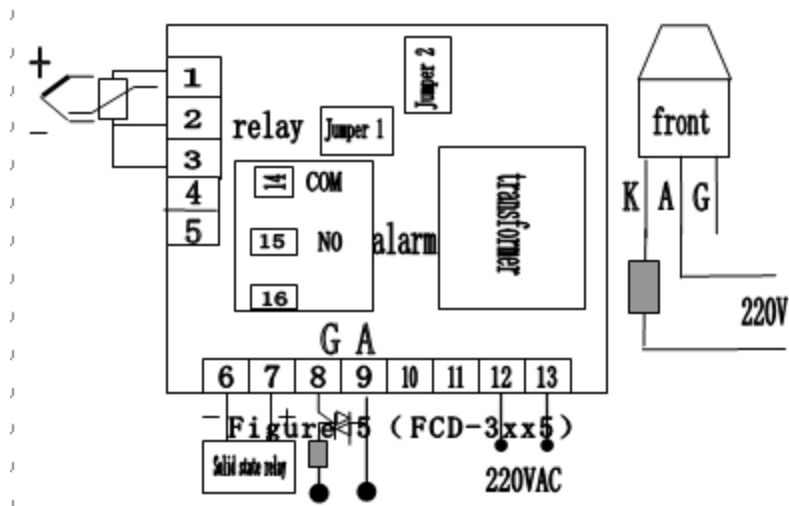 +
-
1
2
3
4
5
relay
Jumper 1
Jumper 2
14 COM
15 NO
16
alarm
transformer
G A
6 7 8 9 10 11 12 13
- +
Figure 5 (FCD-3xx5)
Solid state relay
220VAC
front
K A G
220V